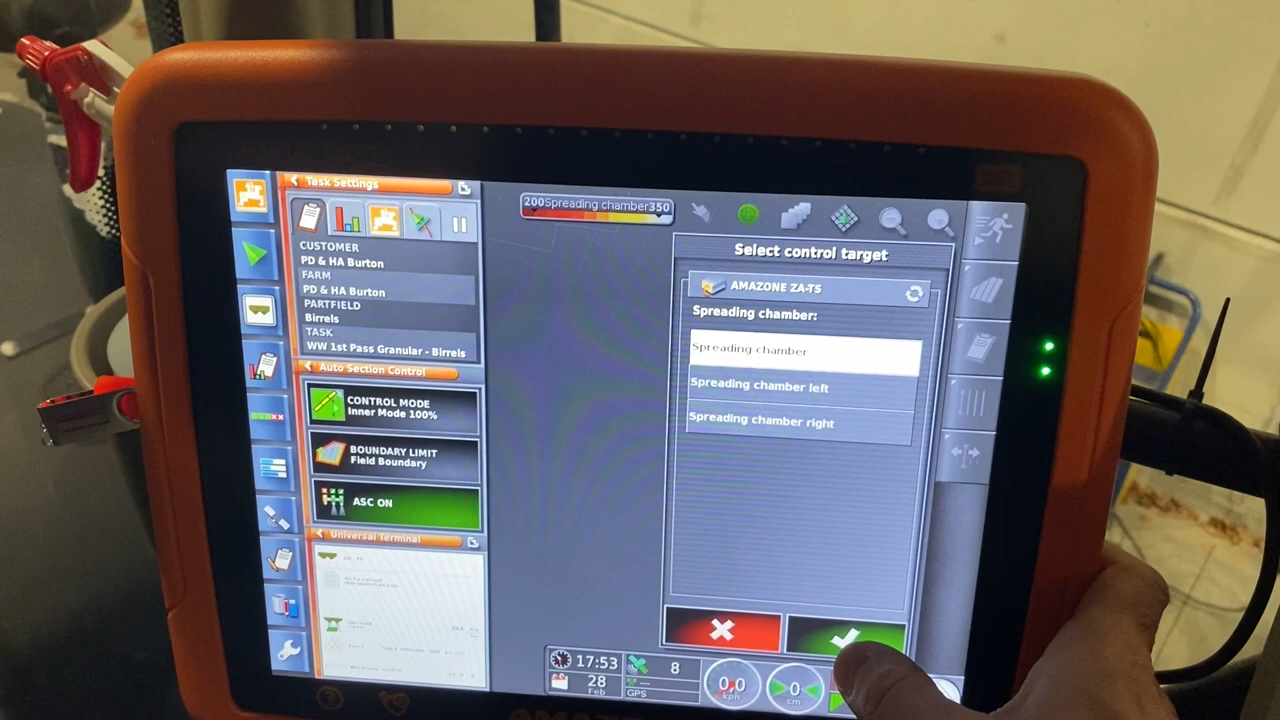 Task Settings
CUSTOMER
PD & HA Burton
FARM
PD & HA Burton
PARTFIELD
Birrels
TASK
WW 1st Pass Granular - Birrels
Auto Section Control
CONTROL MODE
Inner Mode 100%
BOUNDARY LIMIT
Field Boundary
ASC ON
Universal Terminal
200Spreading chamber350
Select control target
AMAZONE ZA-TS
Spreading chamber:
Spreading chamber
Spreading chamber left
Spreading chamber right
17:53
28
Feb
8
GPS
0,0
kph
0
cm